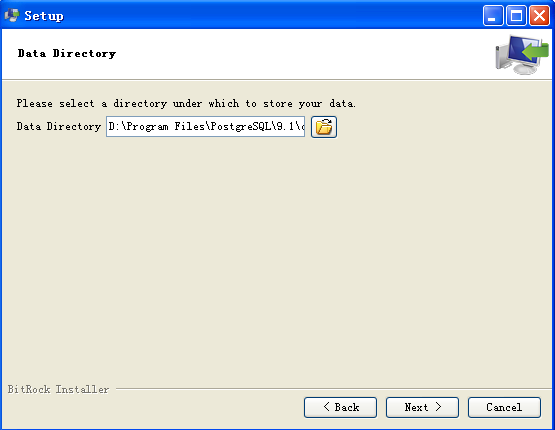 Setup
Data Directory
Please select a directory under which to store your data.
Data Directory D:\Program Files\PostgreSQL\9.1\
BitRock Installer
< Back Next > Cancel